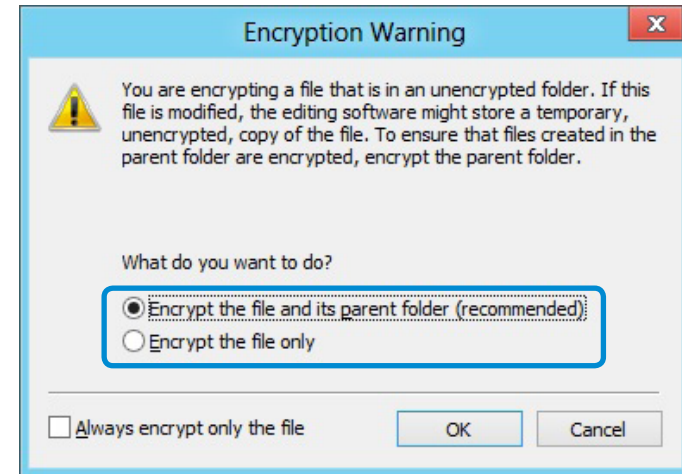 Encryption Warning
x
You are encrypting a file that is in an unencrypted folder. If this
file is modified, the editing software might store a temporary,
unencrypted, copy of the file. To ensure that files created in the
parent folder are encrypted, encrypt the parent folder.
What do you want to do?
Encrypt the file and its parent folder (recommended)
Encrypt the file only
Always encrypt only the file
OK
Cancel